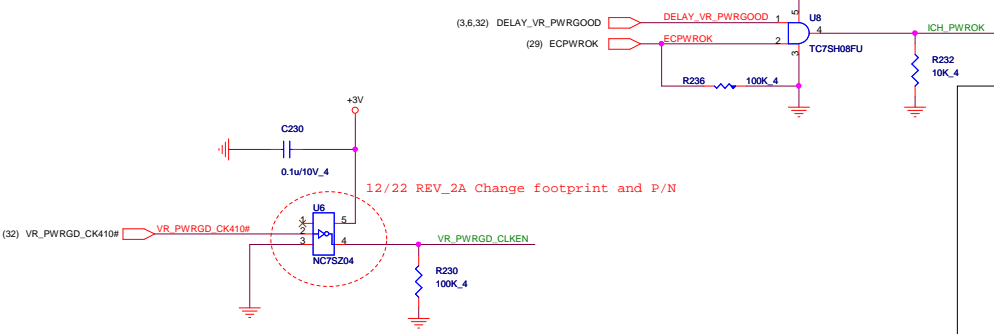 5
(3,6,32) DELAY_VR_PWRGOOD DELAY_VR_PWRGOOD 1 U8
4 ICH_PWROK
(29) ECPWROK ECPWROK 2
TC7SH08FU
3
R232
10K_4
R236 100K_4
+3V
C230
0.1u/10V_4
12/22 REV_2A Change footprint and P/N
U6
1 5
(32) VR_PWRGD_CK410# VR_PWRGD_CK410# 2
3 4 VR_PWRGD_CLKEN
NC7SZ04
R230
100K_4